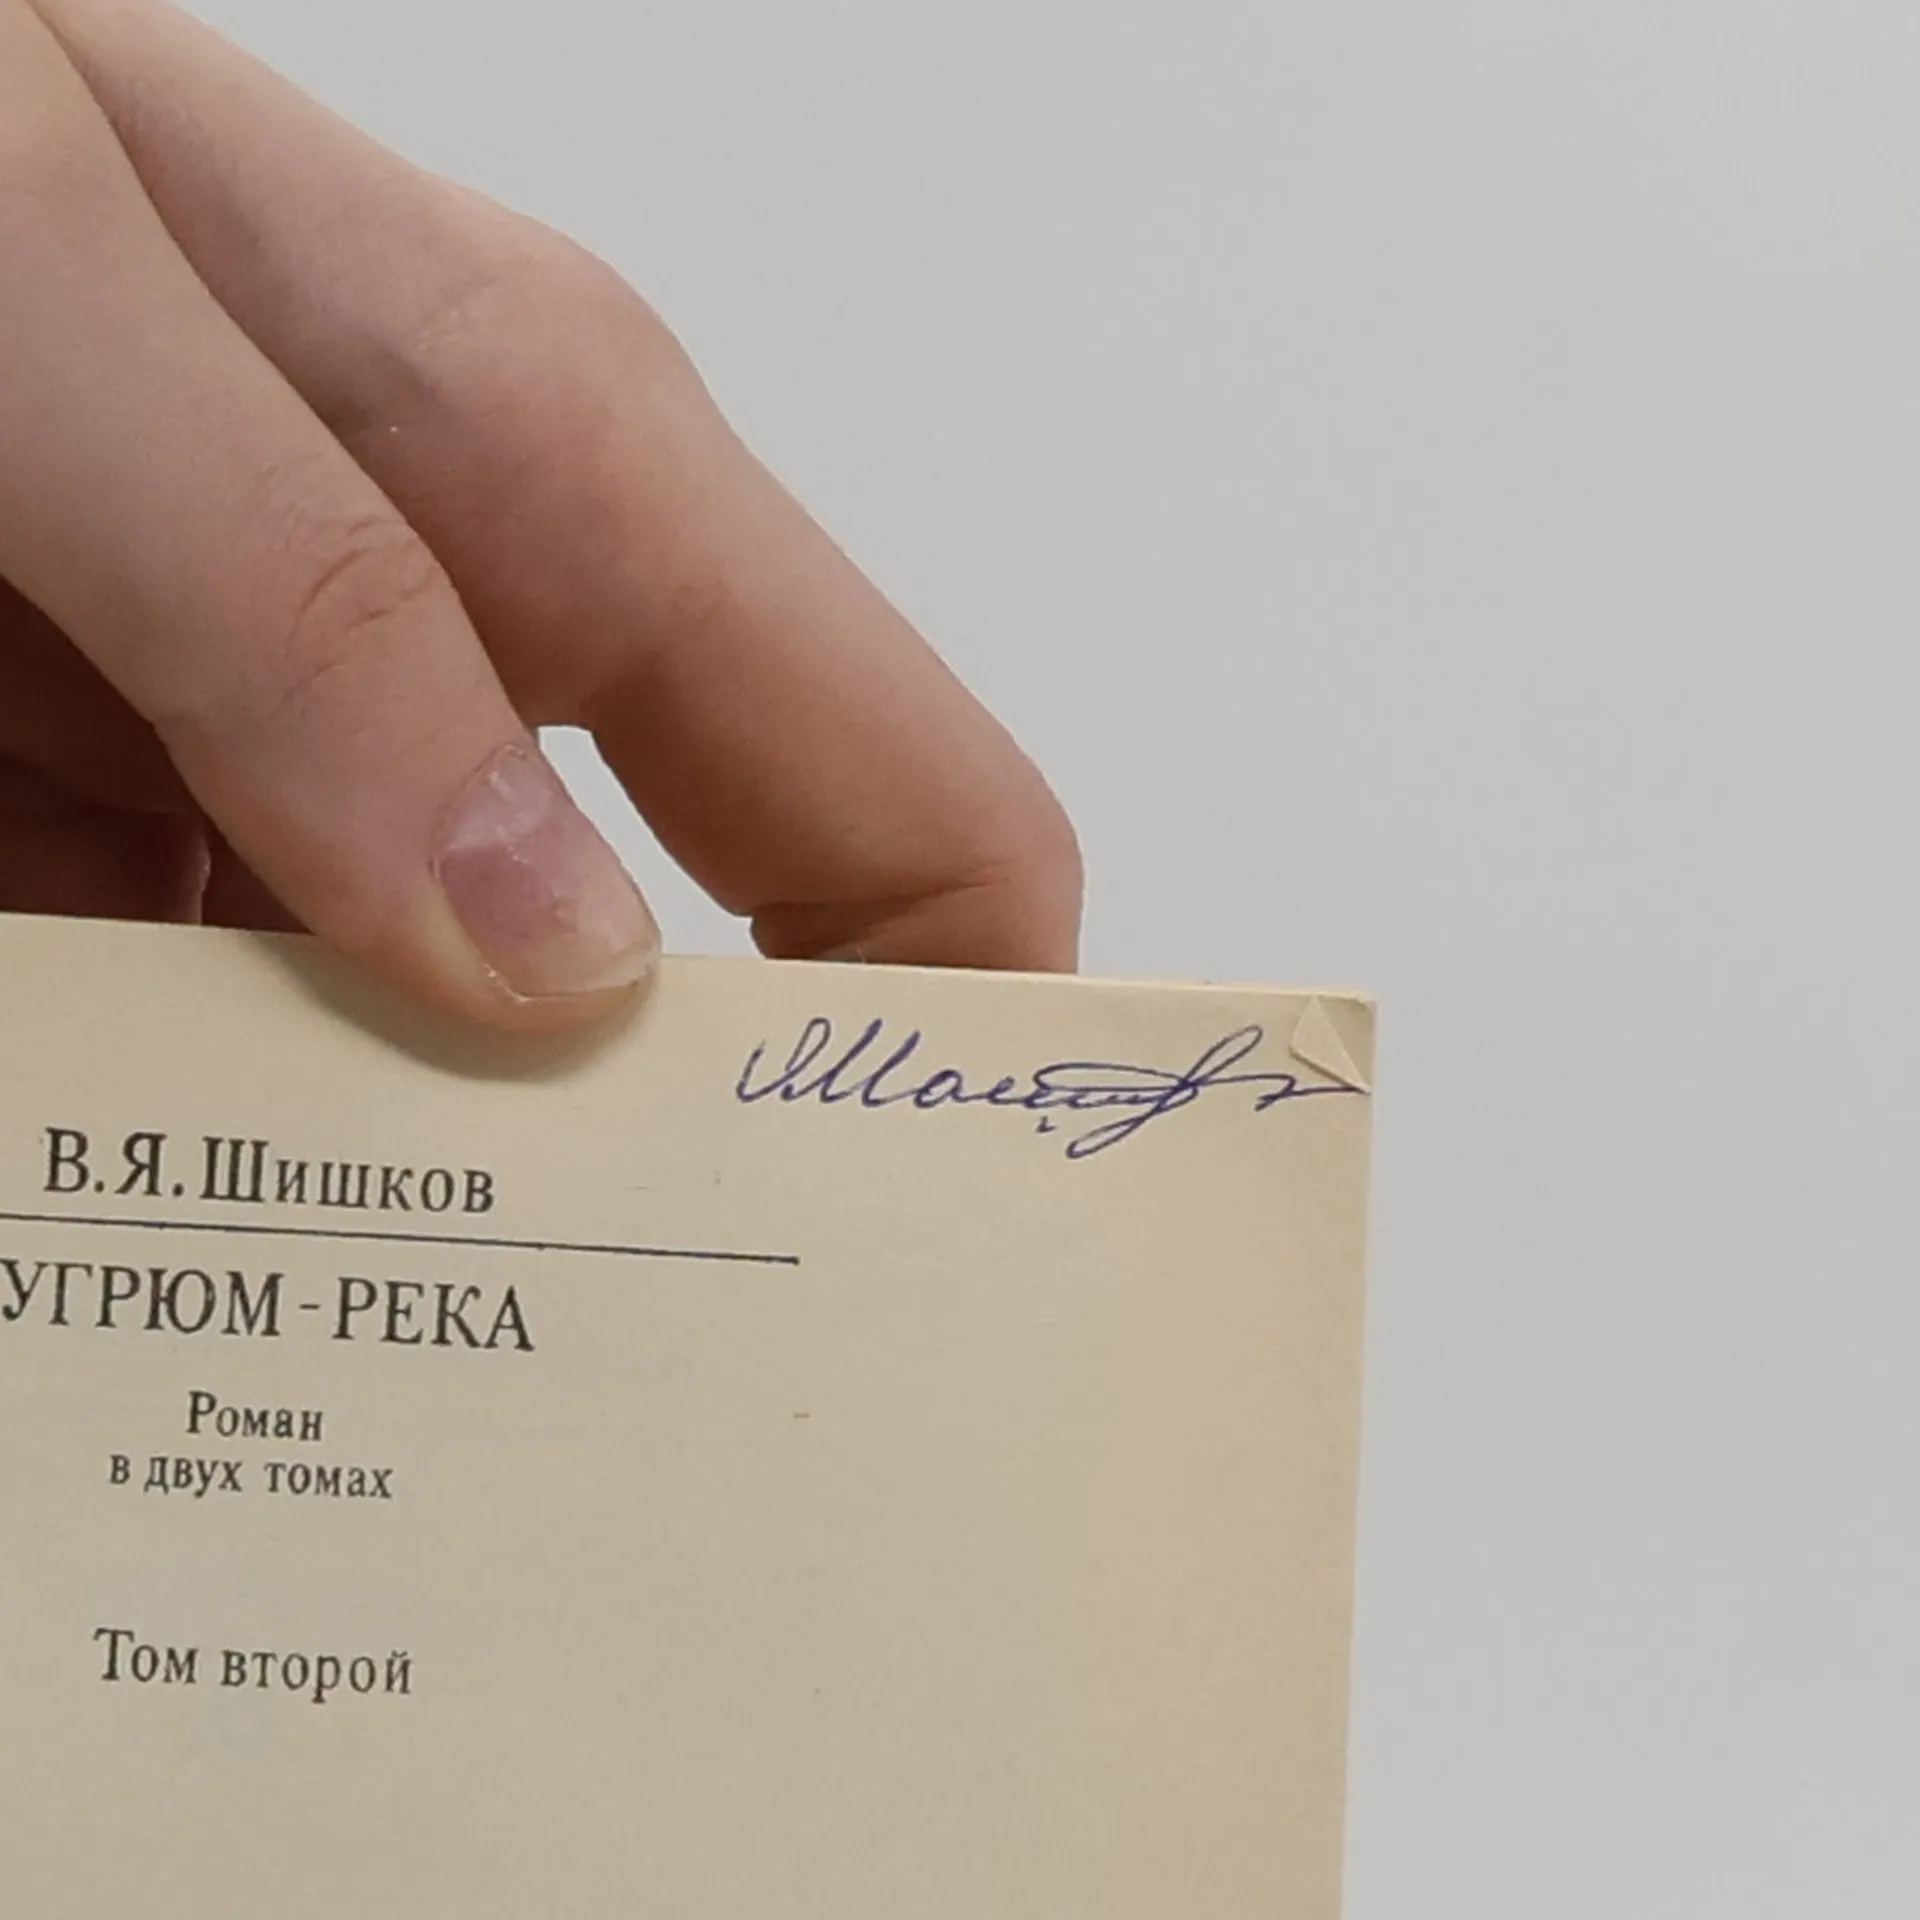 В.Я.Шишков
УГРЮМ-РЕКА
Роман
в двух томах
Том второй